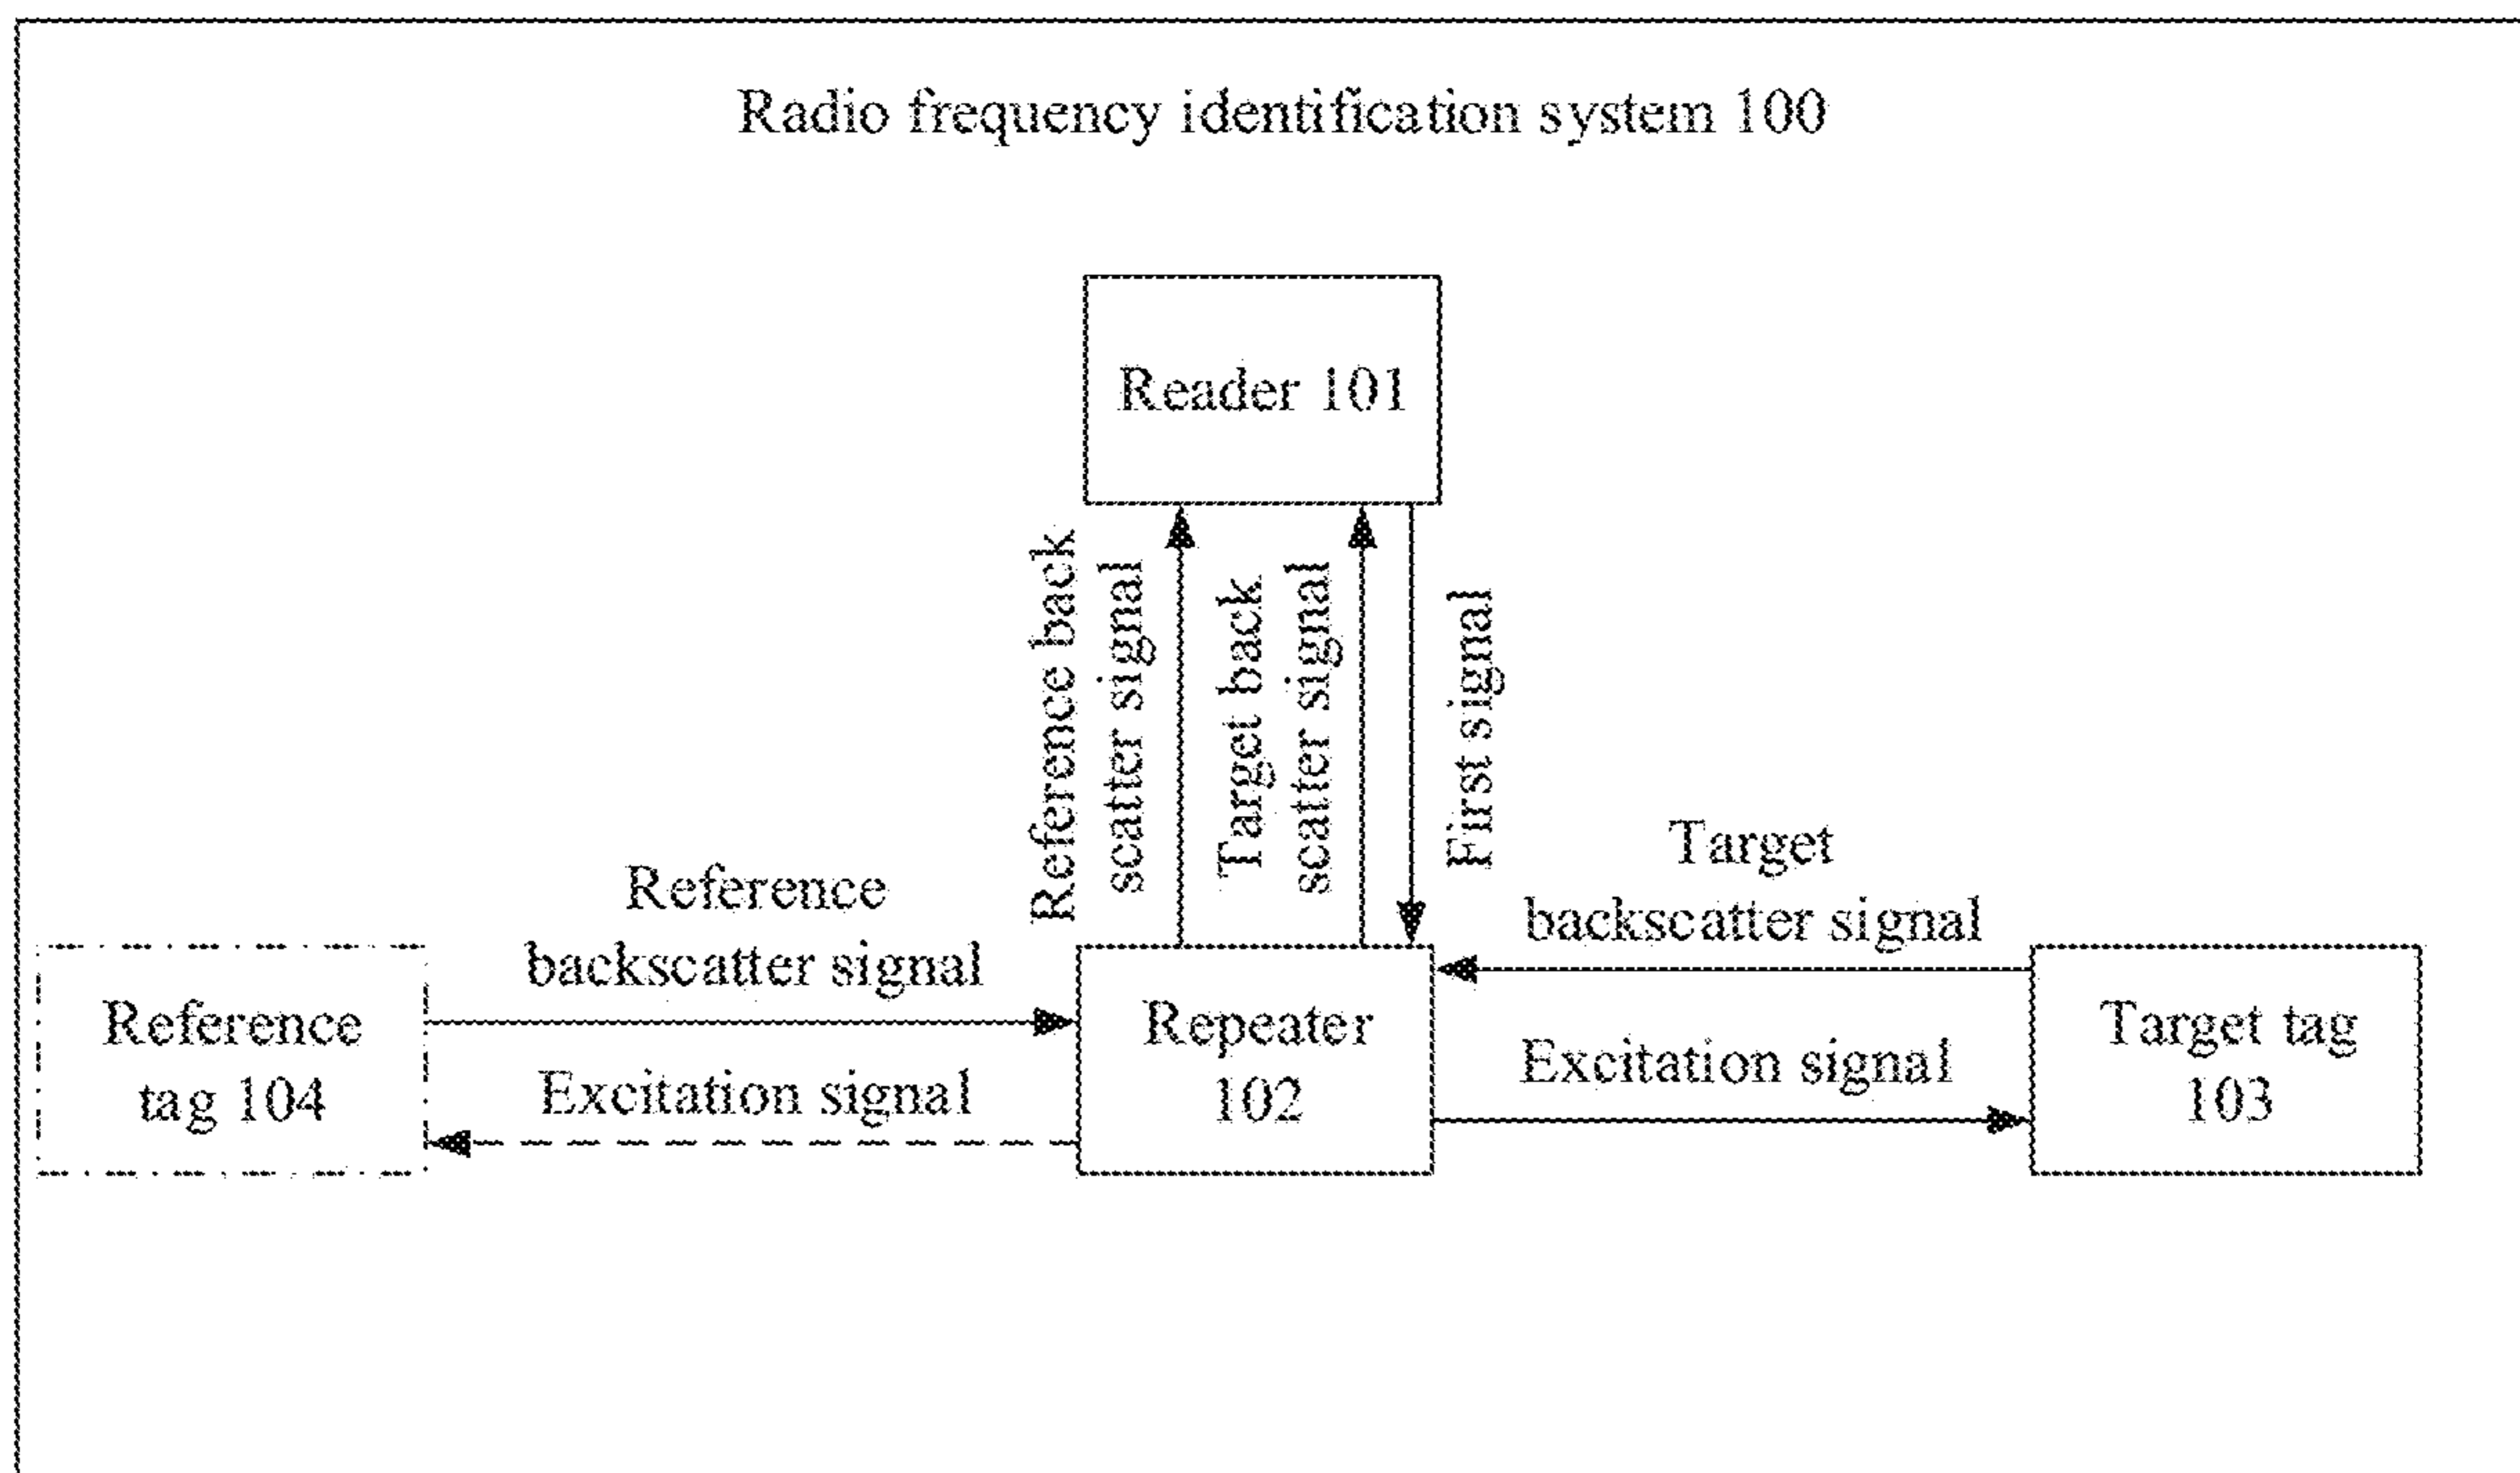 Radio frequency identification system 100
Reader 101
Reference back
scatter signal
Target back
scatter signal
First signal
Reference
backscatter signal
Target
backscatter signal
Reference
tag 104
Excitation signal
Repeater
102
Excitation signal
Target tag
103